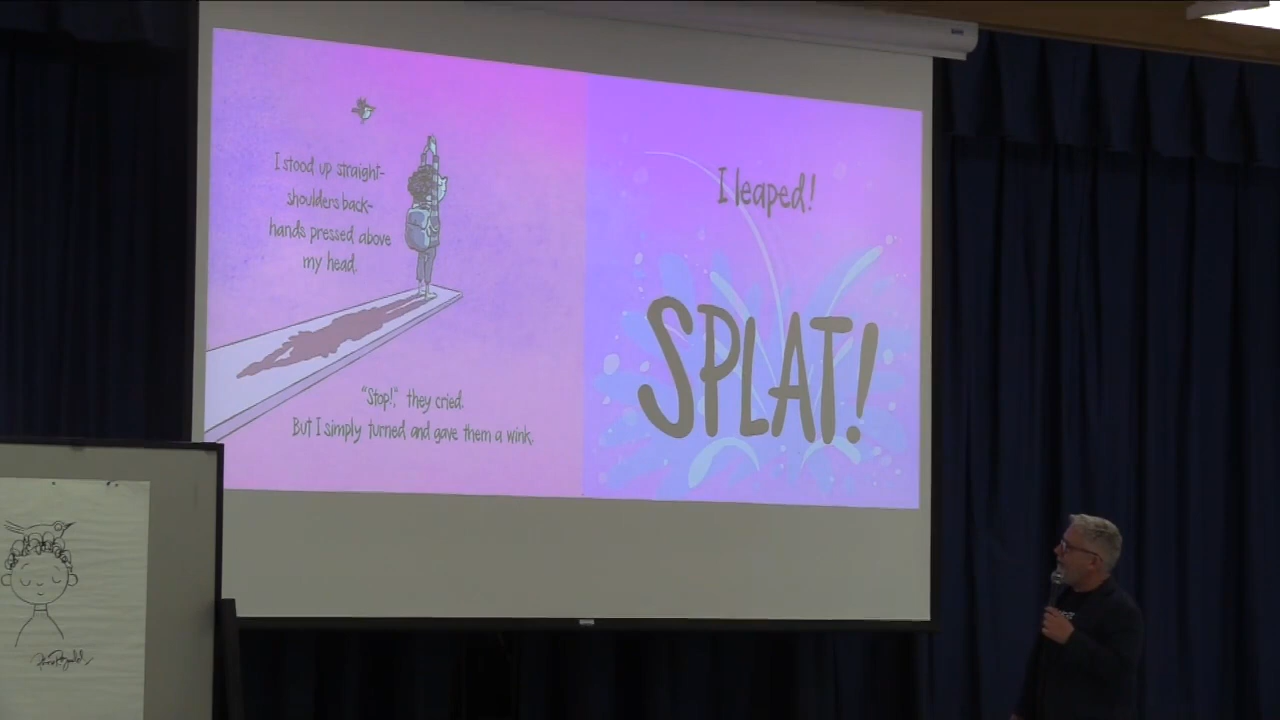 I stood up straight-
shoulders back-
hands pressed above
my head.
"Stop!," they cried.
But I simply turned and gave them a wink.
I leaped!
SPLAT!